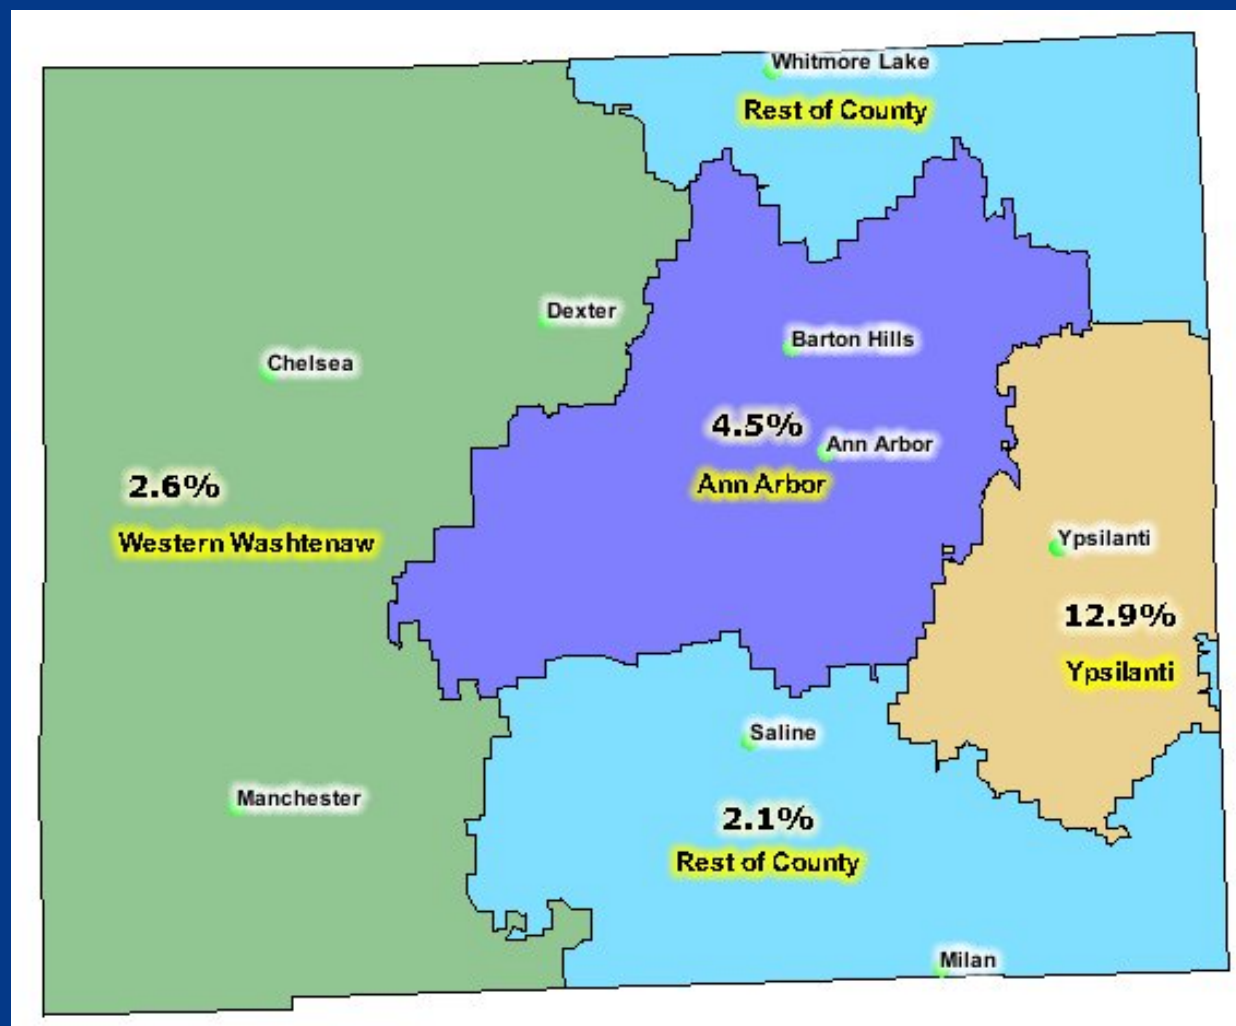 Whitmore Lake
Rest of County
Dexter
Barton Hills
Chelsea
4.5%
Ann Arbor
Ann Arbor
2.6%
Western Washtenaw
Ypsilanti
12.9%
Ypsilanti
Saline
Manchester
2.1%
Rest of County
Milan